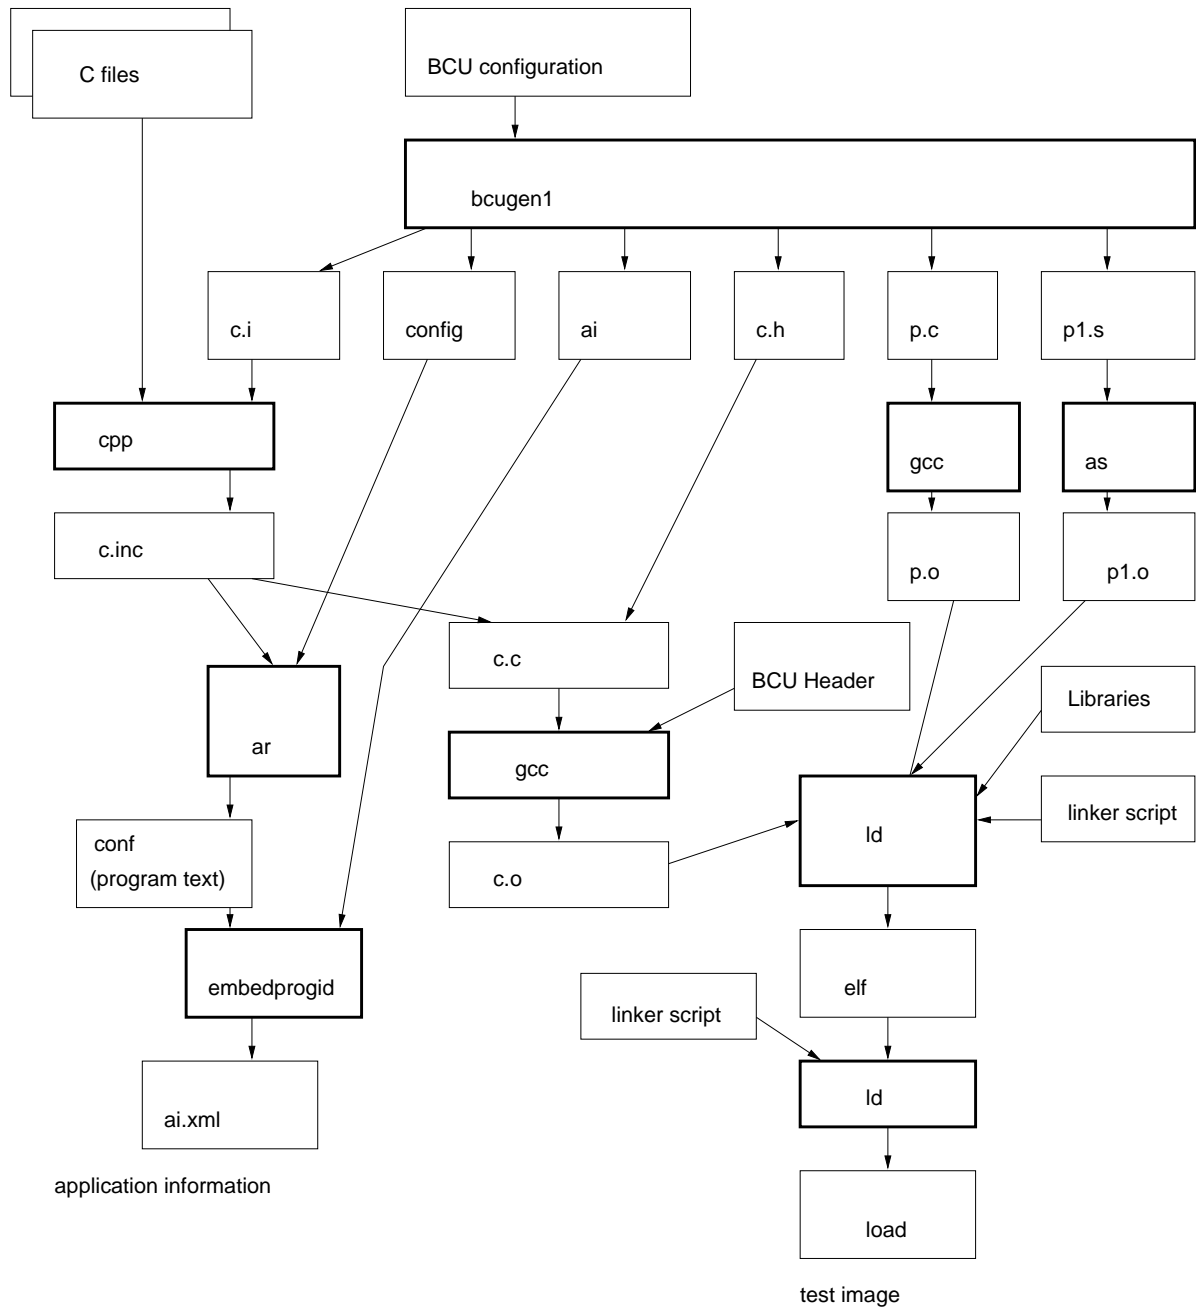 C files
BCU configuration
bcugen1
c.i
config
ai
c.h
p.c
p1.s
cpp
gcc
as
c.inc
p.o
p1.o
c.c
BCU Header
Libraries
ar
gcc
linker script
ld
conf
(program text)
c.o
embedprogid
elf
linker script
ld
ai.xml
application information
load
test image